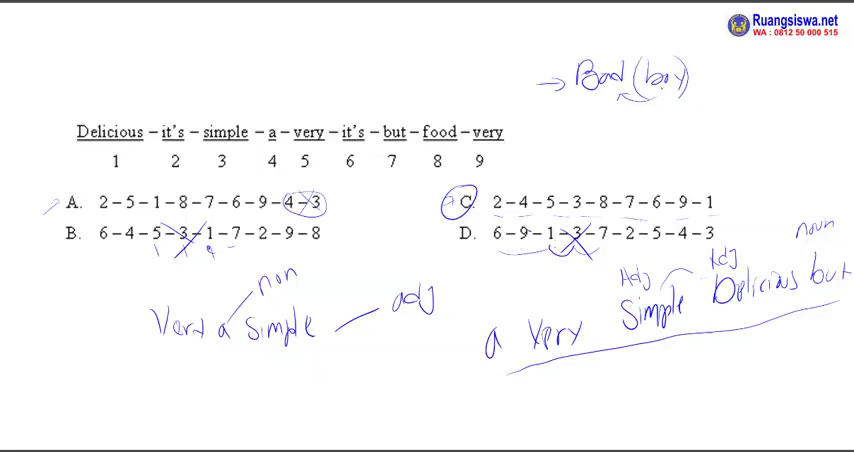 Ruangsiswa.net
WA : 0812 50 000 515
→ Bad (boy)
Delicious – it's – simple – a – very – it's – but – food – very
1 2 3 4 5 6 7 8 9
A. 2 – 5 – 1 – 8 – 7 – 6 – 9 – 4 – 3
C. 2 – 4 – 5 – 3 – 8 – 7 – 6 – 9 – 1
B. 6 – 4 – 5 – 3 – 1 – 7 – 2 – 9 – 8
D. 6 – 9 – 1 – 3 – 7 – 2 – 5 – 4 – 3
noun
Adj
Adj
non
adj
Very a simple
a very simple Delicious but